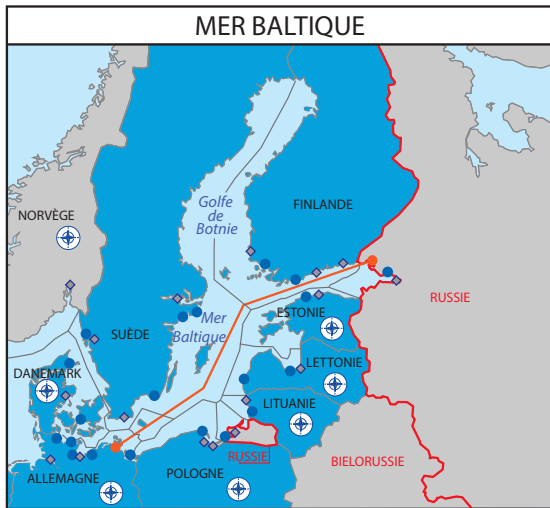 MER BALTIQUE
Golfe
de
Botnie
FINLANDE
NORVÈGE
RUSSIE
ESTONIE
Mer
Baltique
SUÈDE
LETTONIE
DANEMARK
LITUANIE
RUSSIE
BIELORUSSIE
POLOGNE
ALLEMAGNE